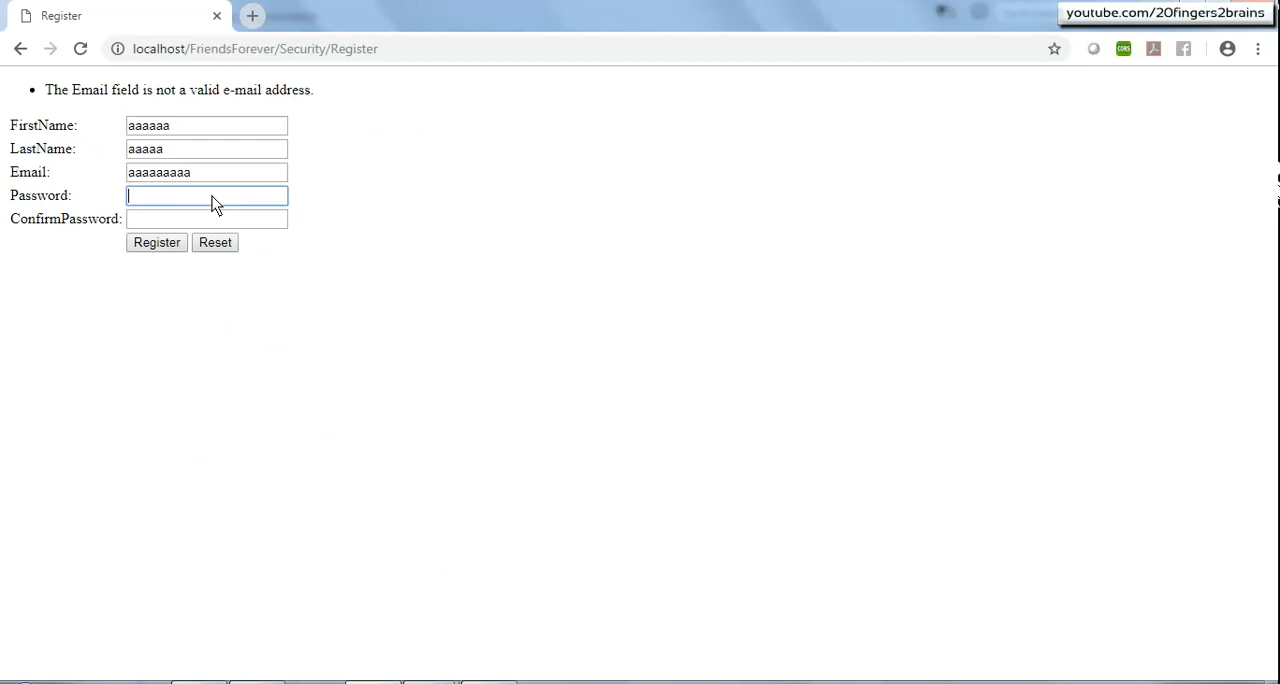 Register
youtube.com/20fingers2brains
localhost/FriendsForever/Security/Register
CORS
The Email field is not a valid e-mail address.
FirstName: aaaaaa
LastName: aaaaa
Email: aaaaaaaaa
Password:
ConfirmPassword:
Register Reset